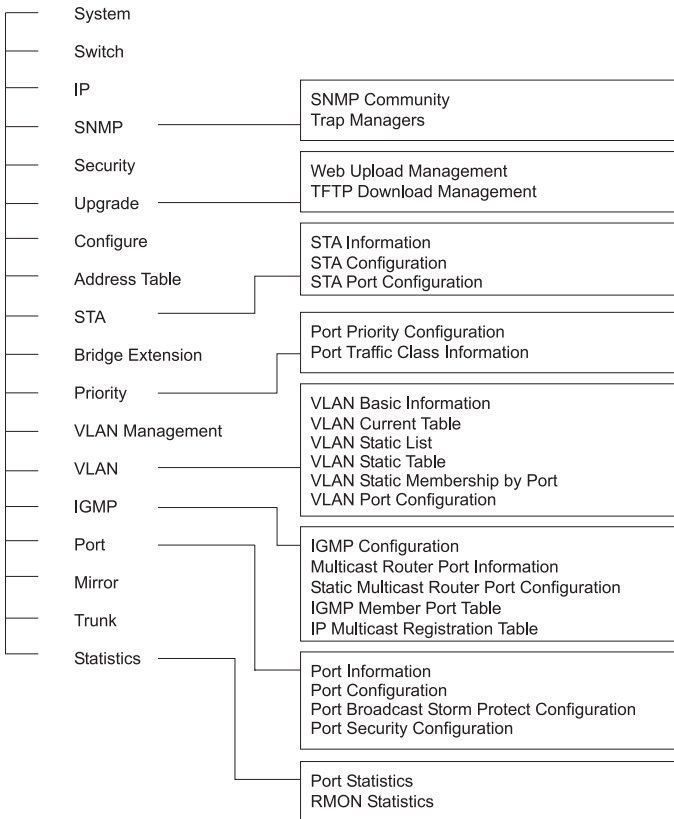 System
Switch
IP
SNMP
Security
Upgrade
Configure
Address Table
STA
Bridge Extension
Priority
VLAN Management
VLAN
IGMP
Port
Mirror
Trunk
Statistics
SNMP Community
Trap Managers
Web Upload Management
TFTP Download Management
STA Information
STA Configuration
STA Port Configuration
Port Priority Configuration
Port Traffic Class Information
VLAN Basic Information
VLAN Current Table
VLAN Static List
VLAN Static Table
VLAN Static Membership by Port
VLAN Port Configuration
IGMP Configuration
Multicast Router Port Information
Static Multicast Router Port Configuration
IGMP Member Port Table
IP Multicast Registration Table
Port Information
Port Configuration
Port Broadcast Storm Protect Configuration
Port Security Configuration
Port Statistics
RMON Statistics